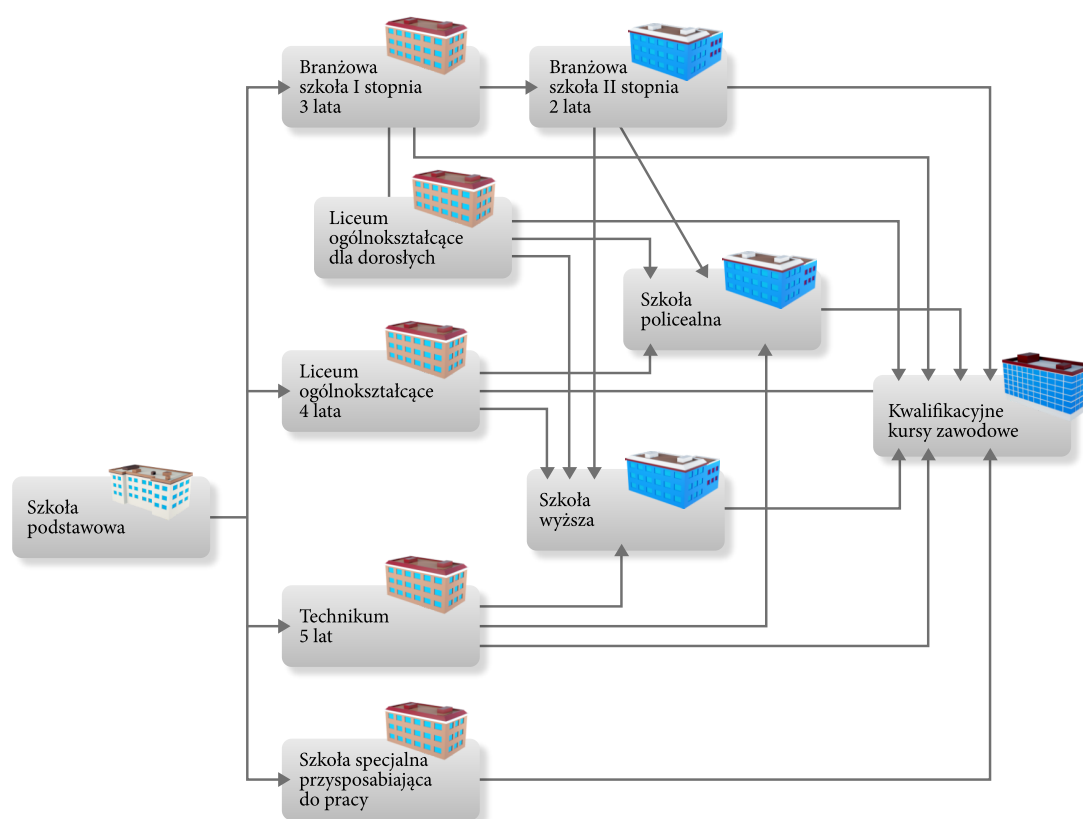 Branżowa
szkoła I stopnia
3 lata
Branżowa
szkoła II stopnia
2 lata
Liceum
ogólnokształcące
dla dorosłych
Szkoła
policealna
Liceum
ogólnokształcące
4 lata
Kwalifikacyjne
kursy zawodowe
Szkoła
podstawowa
Szkoła
wyższa
Technikum
5 lat
Szkoła specjalna
przysposabiająca
do pracy